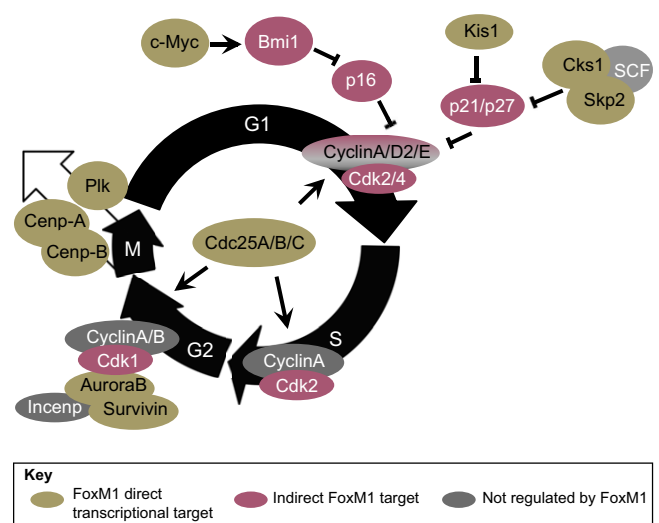 c-Myc
Bmi1
p16
Kis1
Cks1
SCF
Skp2
p21/p27
G1
CyclinA/D2/E
Cdk2/4
Plk
Cenp-A
Cenp-B
M
Cdc25A/B/C
S
G2
CyclinA/B
Cdk1
CyclinA
Cdk2
AuroraB
Incenp
Survivin
Key
FoxM1 direct
transcriptional target
Indirect FoxM1 target
Not regulated by FoxM1